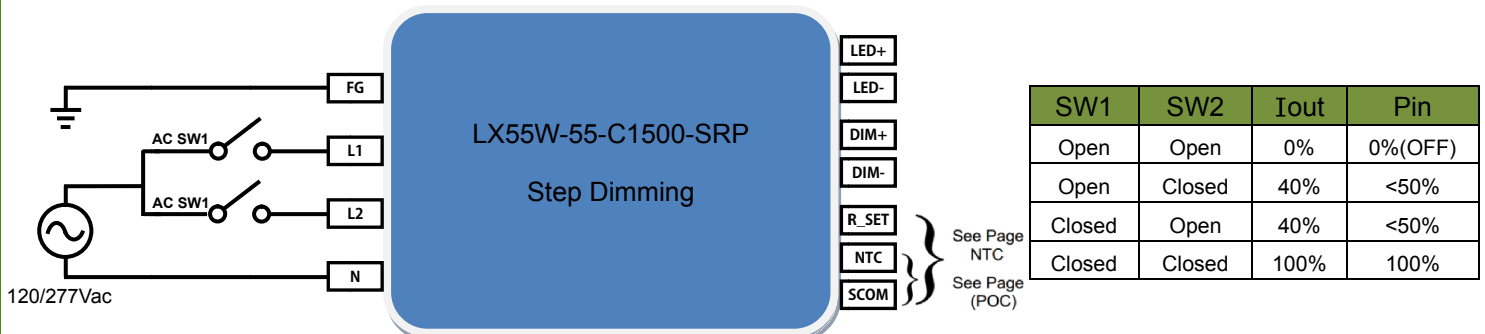 FG
AC SW1
L1
AC SW1
L2
N
120/277Vac
LX55W-55-C1500-SRP
Step Dimming
LED+
LED-
DIM+
DIM-
R_SET
NTC
SCOM
See Page
NTC
See Page
(POC)
SW1 SW2 Iout Pin
Open Open 0% 0%(OFF)
Open Closed 40% <50%
Closed Open 40% <50%
Closed Closed 100% 100%